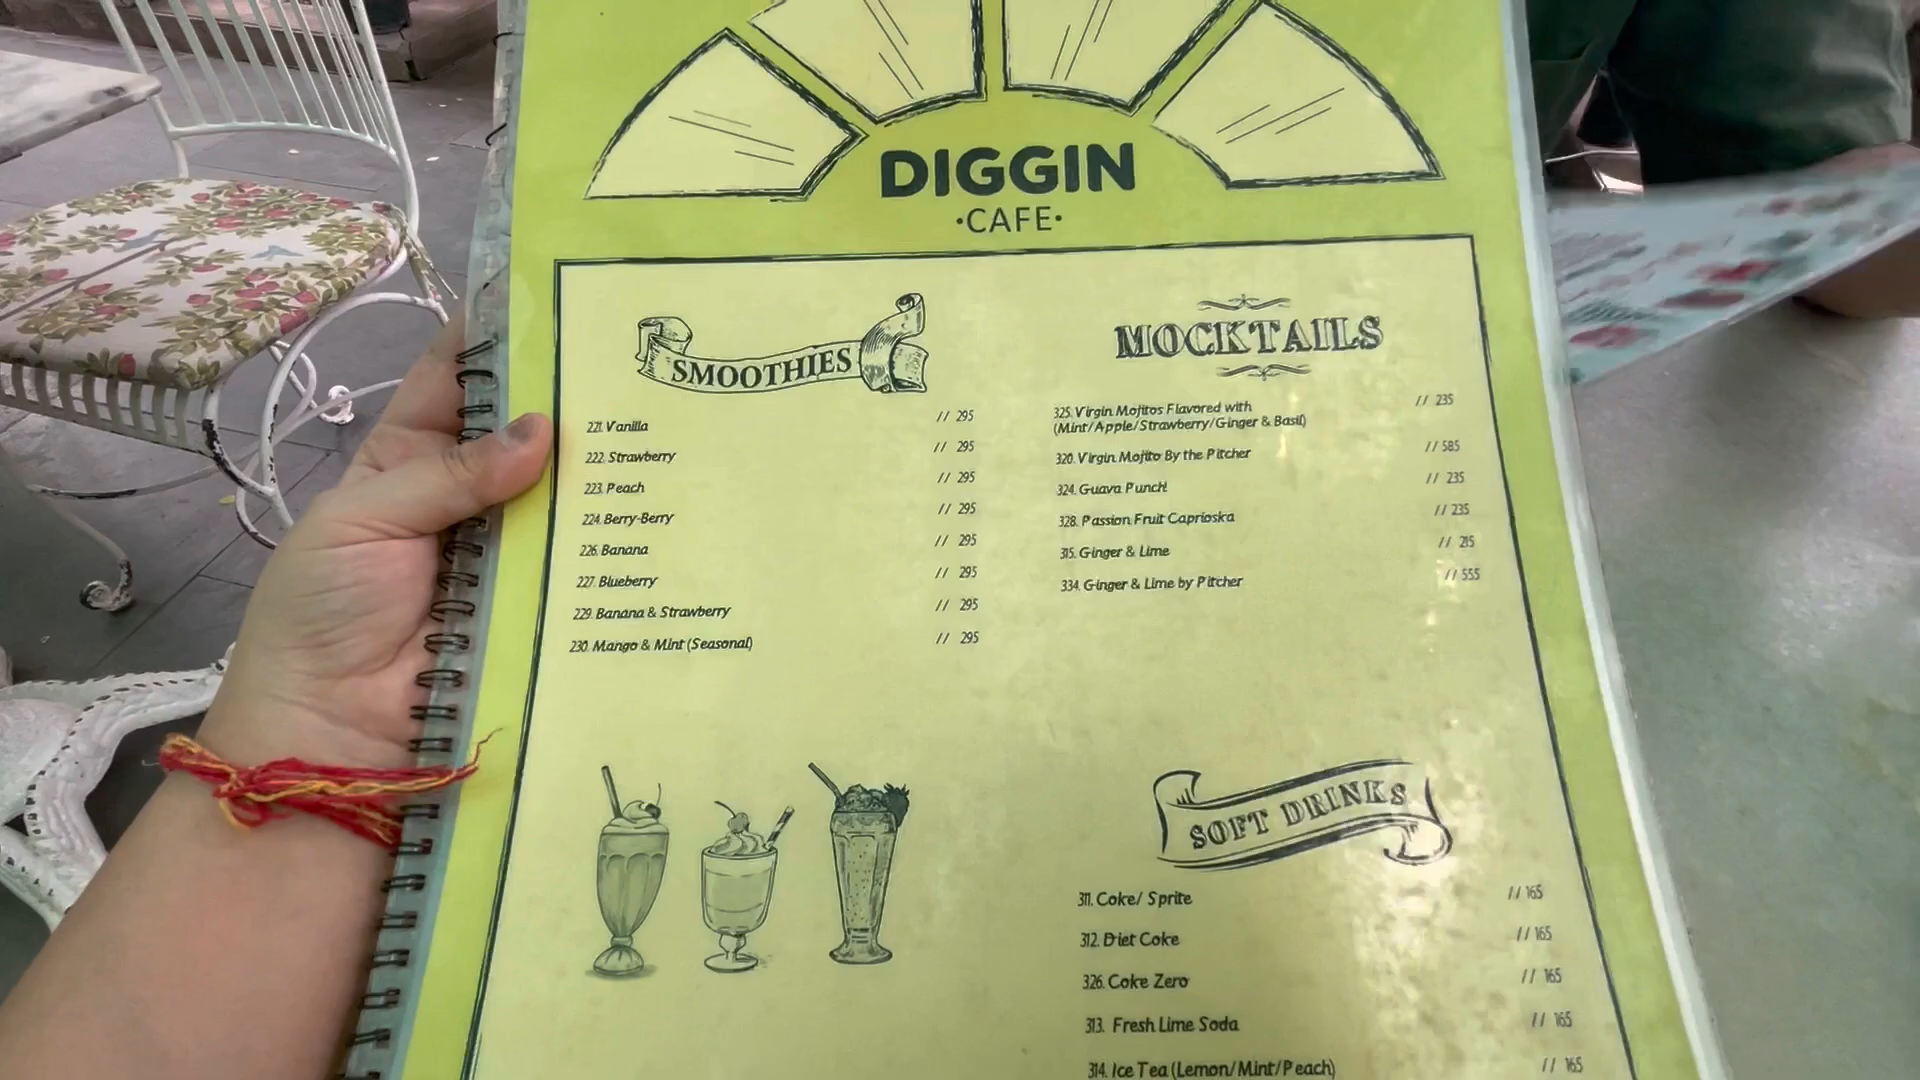 DIGGIN
·CAFE·
SMOOTHIES
221. Vanilla // 295
222. Strawberry // 295
223. Peach // 295
224. Berry-Berry // 295
226. Banana // 295
227. Blueberry // 295
229. Banana & Strawberry // 295
230. Mango & Mint (Seasonal) // 295
MOCKTAILS
325. Virgin Mojitos Flavored with // 235
(Mint/Apple/Strawberry/Ginger & Basil)
320. Virgin Mojito By the Pitcher // 585
324. Guava Punch! // 235
328. Passion Fruit Caprioska // 235
315. Ginger & Lime // 215
334. Ginger & Lime by Pitcher // 555
SOFT DRINKS
311. Coke/ Sprite // 165
312. Diet Coke // 165
326. Coke Zero // 165
313. Fresh Lime Soda // 165
314. Ice Tea (Lemon/Mint/Peach) // 165